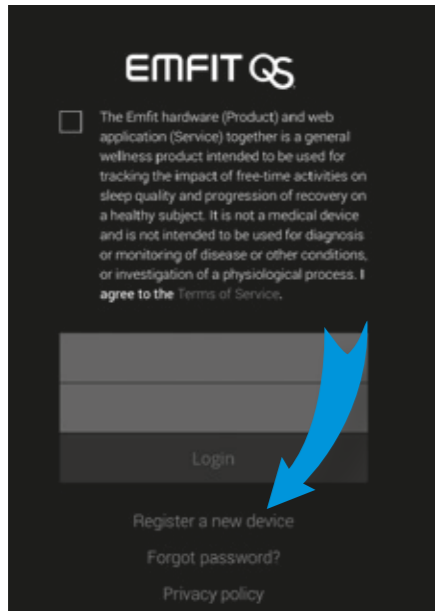 EMFIT QS
The Emfit hardware (Product) and web
application (Service) together is a general
wellness product intended to be used for
tracking the impact of free-time activities on
sleep quality and progression of recovery on
a healthy subject. It is not a medical device
and is not intended to be used for diagnosis
or monitoring of disease or other conditions,
or investigation of a physiological process. I
agree to the Terms of Service.
Login
Register a new device
Forgot password?
Privacy policy